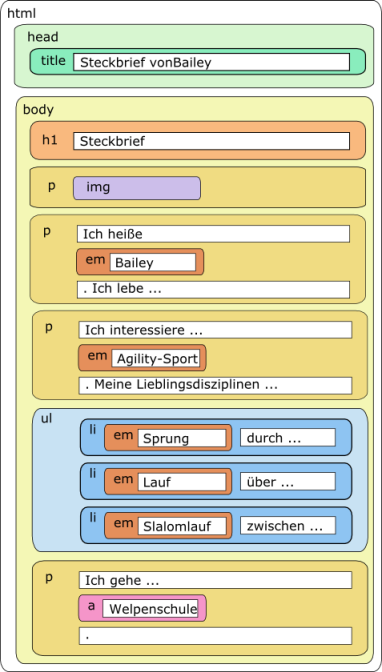 html
head
title Steckbrief vonBailey
body
h1 Steckbrief
p img
p Ich heiße
em Bailey
. Ich lebe ...
p Ich interessiere ...
em Agility-Sport
. Meine Lieblingsdisziplinen ...
ul
li em Sprung durch ...
li em Lauf über ...
li em Slalomlauf zwischen ...
p Ich gehe ...
a Welpenschule
.